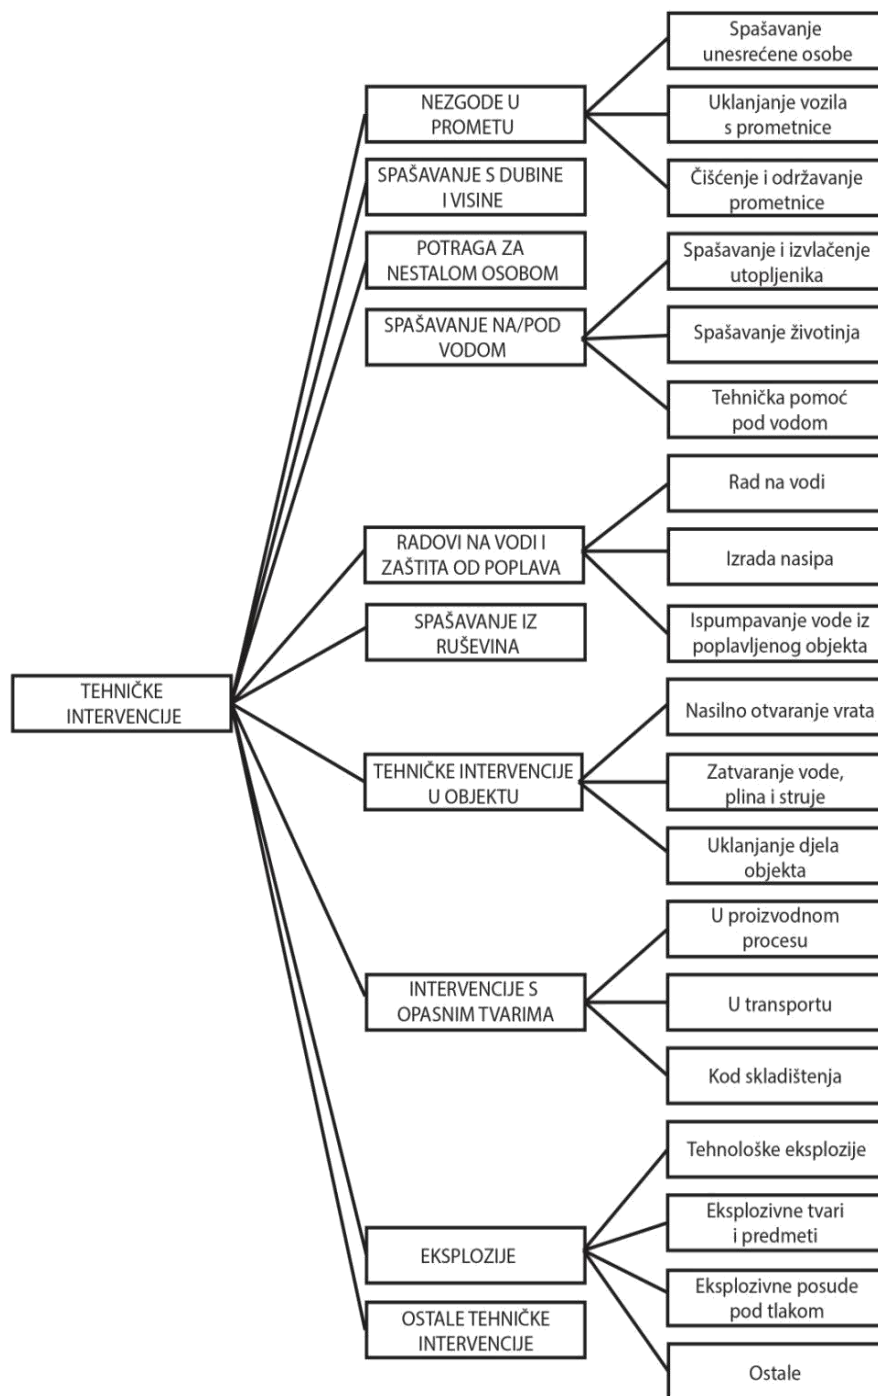 TEHNIČKE
INTERVENCIJE
NEZGODE U
PROMETU
Spašavanje
unesrećene osobe
Uklanjanje vozila
s prometnice
Čišćenje i održavanje
prometnice
SPAŠAVANJE S DUBINE
I VISINE
POTRAGA ZA
NESTALOM OSOBOM
SPAŠAVANJE NA/POD
VODOM
Spašavanje i izvlačenje
utopljenika
Spašavanje životinja
Tehnička pomoć
pod vodom
RADOVI NA VODI I
ZAŠTITA OD POPLAVA
Rad na vodi
Izrada nasipa
Ispumpavanje vode iz
poplavljenog objekta
SPAŠAVANJE IZ
RUŠEVINA
TEHNIČKE INTERVENCIJE
U OBJEKTU
Nasilno otvaranje vrata
Zatvaranje vode,
plina i struje
Uklanjanje djela
objekta
INTERVENCIJE S
OPASNIM TVARIMA
U proizvodnom
procesu
U transportu
Kod skladištenja
EKSPLOZIJE
Tehnološke eksplozije
Eksplozivne tvari
i predmeti
Eksplozivne posude
pod tlakom
Ostale
OSTALE TEHNIČKE
INTERVENCIJE